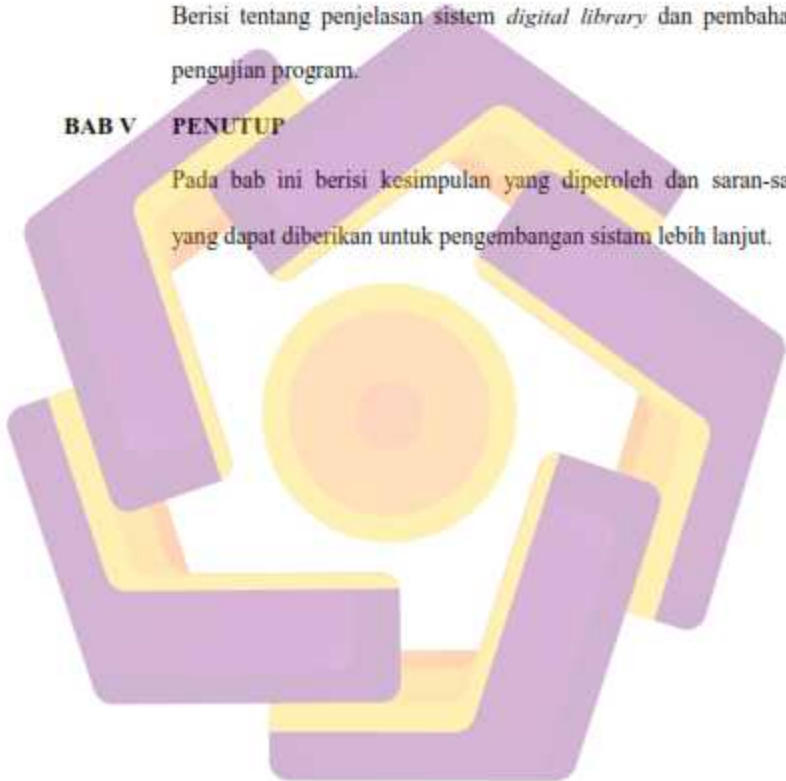 Berisi tentang penjelasan sistem digital library dan pembaha
pengujian program.
BAB V PENUTUP
Pada bab ini berisi kesimpulan yang diperoleh dan saran-sa
yang dapat diberikan untuk pengembangan sistam lebih lanjut.